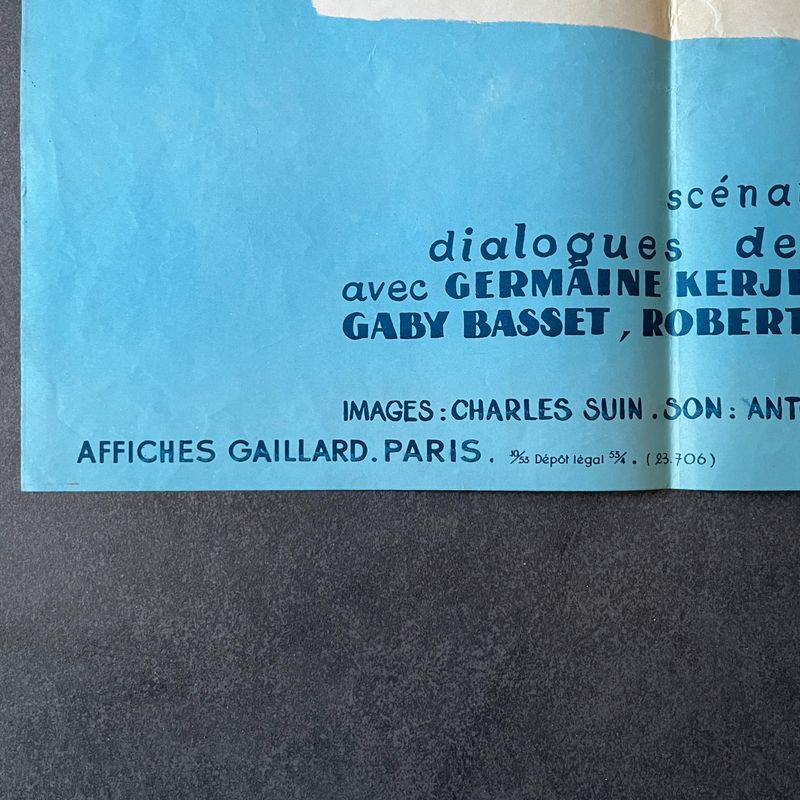 scéna
dialogues de
avec GERMAINE KERJ
GABY BASSET, ROBERT
IMAGES: CHARLES SUIN. SON: ANT
AFFICHES GAILLARD. PARIS. 10/53 Dépôt légal 53/4. (23.706)